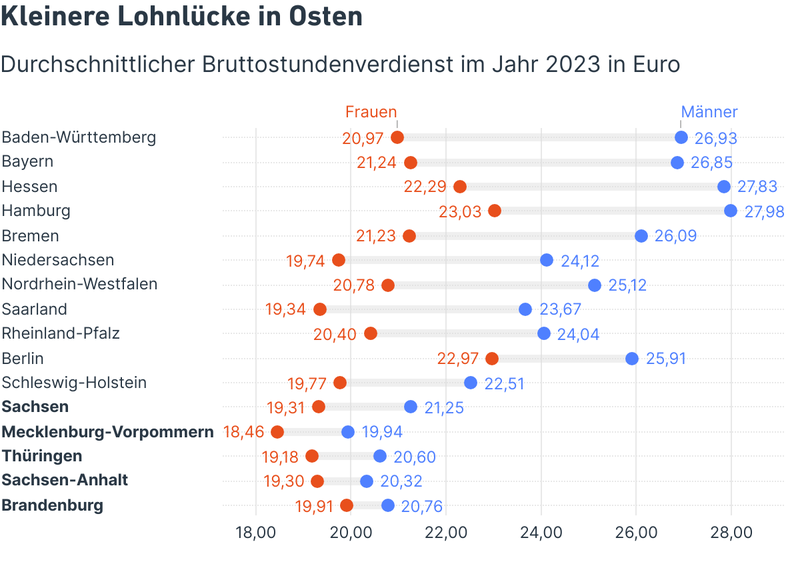 Kleinere Lohnlücke in Osten
Durchschnittlicher Bruttostundenverdienst im Jahr 2023 in Euro
Frauen Männer
Baden-Württemberg 20,97 26,93
Bayern 21,24 26,85
Hessen 22,29 27,83
Hamburg 23,03 27,98
Bremen 21,23 26,09
Niedersachsen 19,74 24,12
Nordrhein-Westfalen 20,78 25,12
Saarland 19,34 23,67
Rheinland-Pfalz 20,40 24,04
Berlin 22,97 25,91
Schleswig-Holstein 19,77 22,51
Sachsen 19,31 21,25
Mecklenburg-Vorpommern 18,46 19,94
Thüringen 19,18 20,60
Sachsen-Anhalt 19,30 20,32
Brandenburg 19,91 20,76
18,00 20,00 22,00 24,00 26,00 28,00